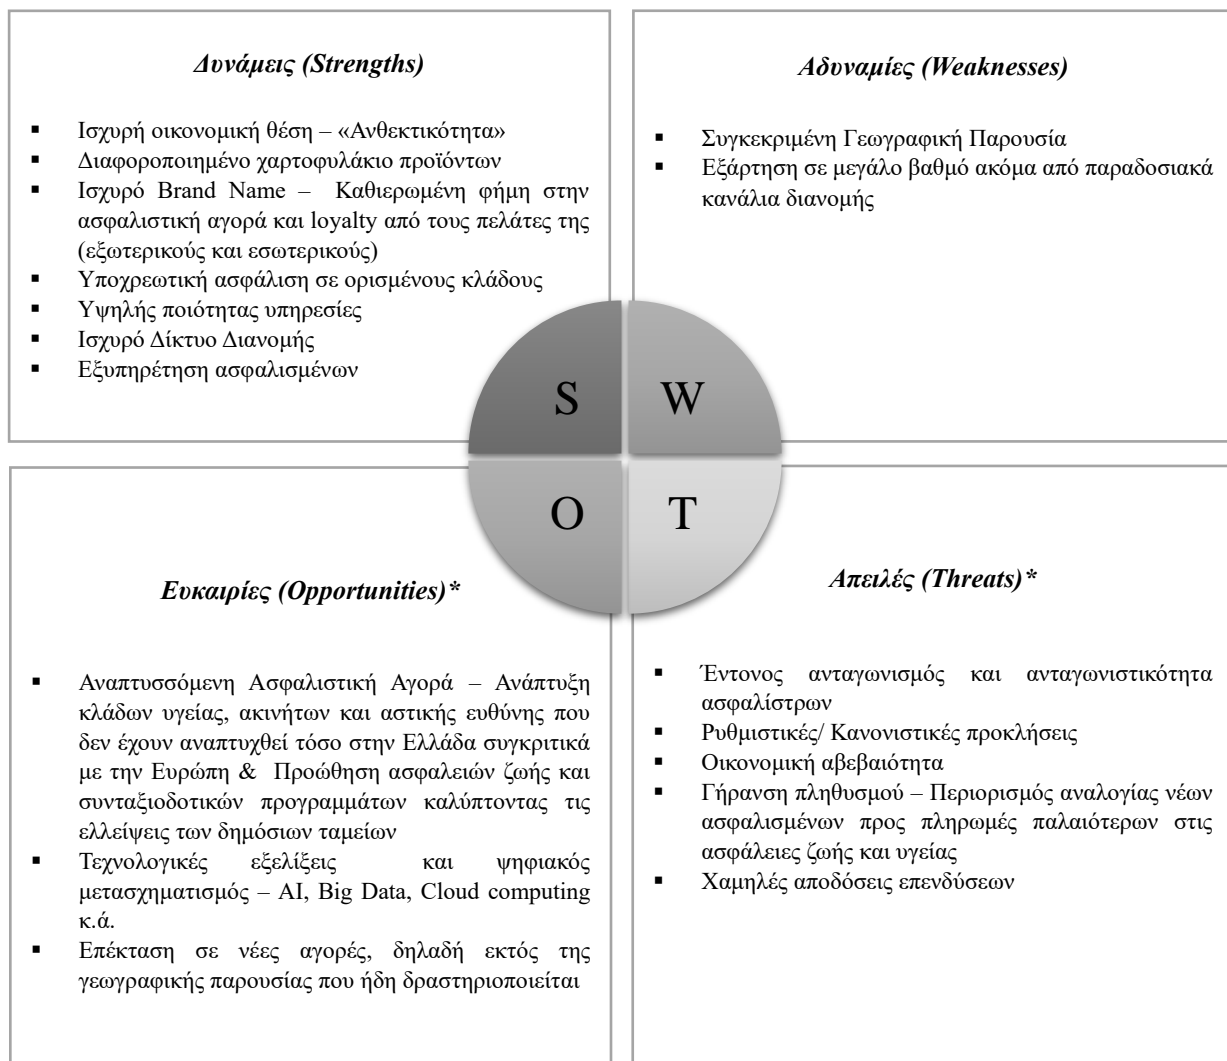 Δυνάμεις (Strengths)
▪ Ισχυρή οικονομική θέση – «Ανθεκτικότητα»
▪ Διαφοροποιημένο χαρτοφυλάκιο προϊόντων
▪ Ισχυρό Brand Name – Καθιερωμένη φήμη στην
ασφαλιστική αγορά και loyalty από τους πελάτες της
(εξωτερικούς και εσωτερικούς)
▪ Υποχρεωτική ασφάλιση σε ορισμένους κλάδους
▪ Υψηλής ποιότητας υπηρεσίες
▪ Ισχυρό Δίκτυο Διανομής
▪ Εξυπηρέτηση ασφαλισμένων
Αδυναμίες (Weaknesses)
▪ Συγκεκριμένη Γεωγραφική Παρουσία
▪ Εξάρτηση σε μεγάλο βαθμό ακόμα από παραδοσιακά
κανάλια διανομής
S
W
O
T
Ευκαιρίες (Opportunities)*
▪ Αναπτυσσόμενη Ασφαλιστική Αγορά – Ανάπτυξη
κλάδων υγείας, ακινήτων και αστικής ευθύνης που
δεν έχουν αναπτυχθεί τόσο στην Ελλάδα συγκριτικά
με την Ευρώπη & Προώθηση ασφαλειών ζωής και
συνταξιοδοτικών προγραμμάτων καλύπτοντας τις
ελλείψεις των δημόσιων ταμείων
▪ Τεχνολογικές εξελίξεις και ψηφιακός
μετασχηματισμός – AI, Big Data, Cloud computing
κ.ά.
▪ Επέκταση σε νέες αγορές, δηλαδή εκτός της
γεωγραφικής παρουσίας που ήδη δραστηριοποιείται
Απειλές (Threats)*
▪ Έντονος ανταγωνισμός και ανταγωνιστικότητα
ασφαλίστρων
▪ Ρυθμιστικές/ Κανονιστικές προκλήσεις
▪ Οικονομική αβεβαιότητα
▪ Γήρανση πληθυσμού – Περιορισμός αναλογίας νέων
ασφαλισμένων προς πληρωμές παλαιότερων στις
ασφάλειες ζωής και υγείας
▪ Χαμηλές αποδόσεις επενδύσεων